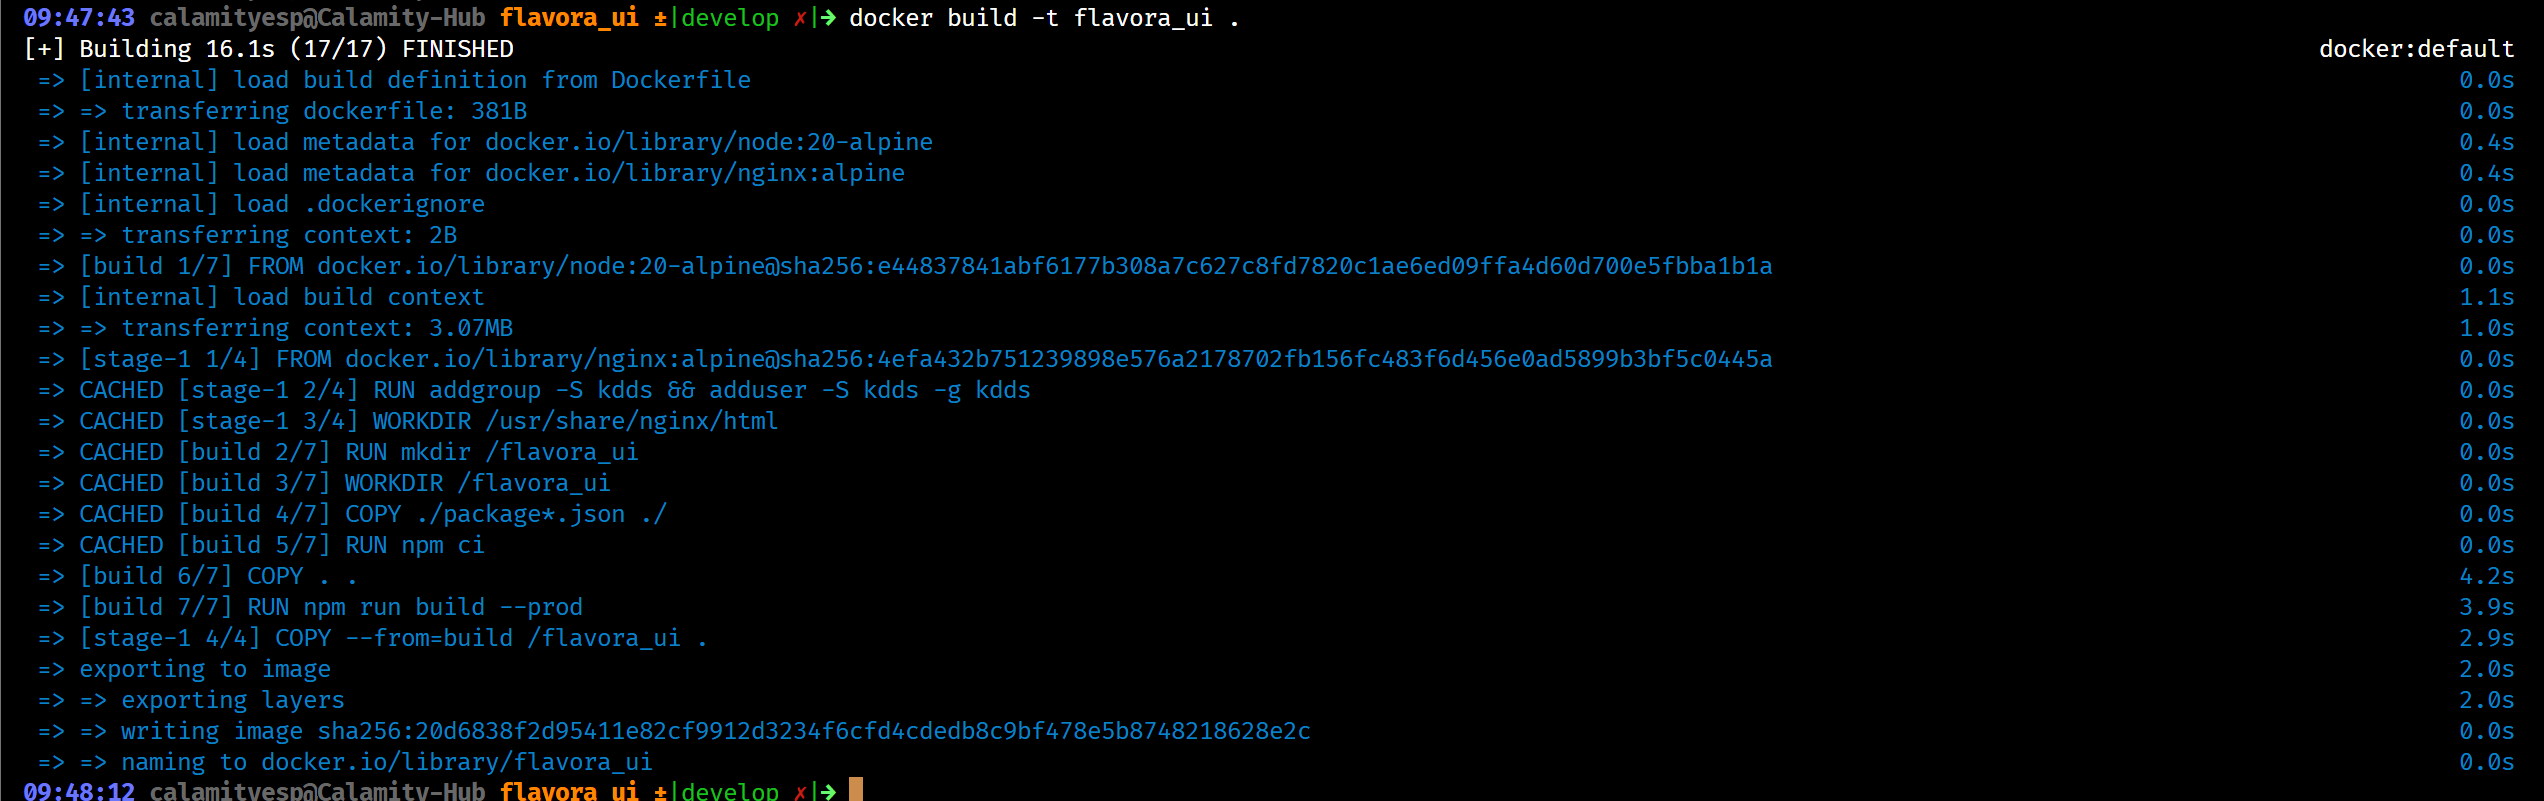 09:47:43 calamityesp@Calamity-Hub flavora_ui ±|develop ✗|→ docker build -t flavora_ui .
[+] Building 16.1s (17/17) FINISHED docker:default
=> [internal] load build definition from Dockerfile 0.0s
=> => transferring dockerfile: 381B 0.0s
=> [internal] load metadata for docker.io/library/node:20-alpine 0.4s
=> [internal] load metadata for docker.io/library/nginx:alpine 0.4s
=> [internal] load .dockerignore 0.0s
=> => transferring context: 2B 0.0s
=> [build 1/7] FROM docker.io/library/node:20-alpine@sha256:e44837841abf6177b308a7c627c8fd7820c1ae6ed09ffa4d60d700e5fbba1b1a 0.0s
=> [internal] load build context 1.1s
=> => transferring context: 3.07MB 1.0s
=> [stage-1 1/4] FROM docker.io/library/nginx:alpine@sha256:4efa432b751239898e576a2178702fb156fc483f6d456e0ad5899b3bf5c0445a 0.0s
=> CACHED [stage-1 2/4] RUN addgroup -S kdds && adduser -S kdds -g kdds 0.0s
=> CACHED [stage-1 3/4] WORKDIR /usr/share/nginx/html 0.0s
=> CACHED [build 2/7] RUN mkdir /flavora_ui 0.0s
=> CACHED [build 3/7] WORKDIR /flavora_ui 0.0s
=> CACHED [build 4/7] COPY ./package*.json ./ 0.0s
=> CACHED [build 5/7] RUN npm ci 0.0s
=> [build 6/7] COPY . . 4.2s
=> [build 7/7] RUN npm run build --prod 3.9s
=> [stage-1 4/4] COPY --from=build /flavora_ui . 2.9s
=> exporting to image 2.0s
=> => exporting layers 2.0s
=> => writing image sha256:20d6838f2d95411e82cf9912d3234f6cfd4cdedb8c9bf478e5b8748218628e2c 0.0s
=> => naming to docker.io/library/flavora_ui 0.0s
09:48:12 calamityesp@Calamity-Hub flavora_ui ±|develop ✗|→